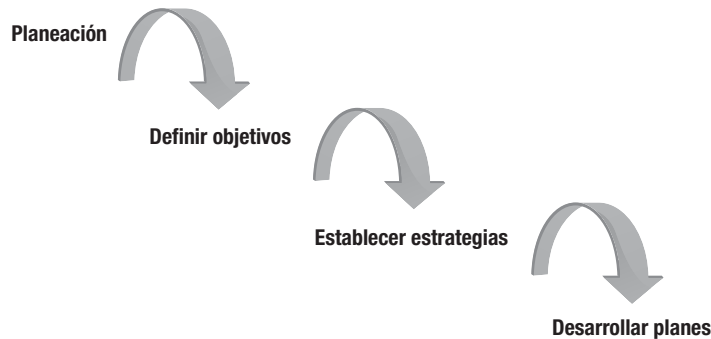 Planeación
Definir objetivos
Establecer estrategias
Desarrollar planes